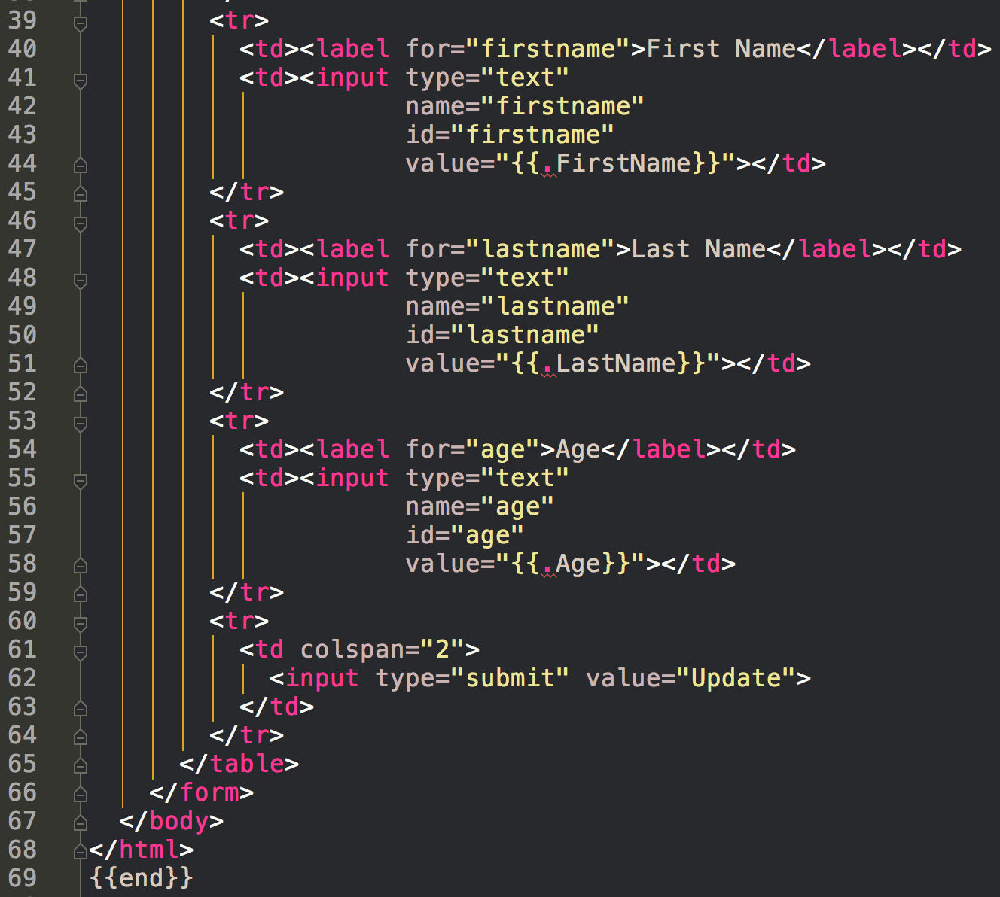 39 <tr>
40 <td><label for="firstname">First Name</label></td>
41 <td><input type="text"
42 name="firstname"
43 id="firstname"
44 value="{{.FirstName}}"></td>
45 </tr>
46 <tr>
47 <td><label for="lastname">Last Name</label></td>
48 <td><input type="text"
49 name="lastname"
50 id="lastname"
51 value="{{.LastName}}"></td>
52 </tr>
53 <tr>
54 <td><label for="age">Age</label></td>
55 <td><input type="text"
56 name="age"
57 id="age"
58 value="{{.Age}}"></td>
59 </tr>
60 <tr>
61 <td colspan="2">
62 <input type="submit" value="Update">
63 </td>
64 </tr>
65 </table>
66 </form>
67 </body>
68 </html>
69 {{end}}